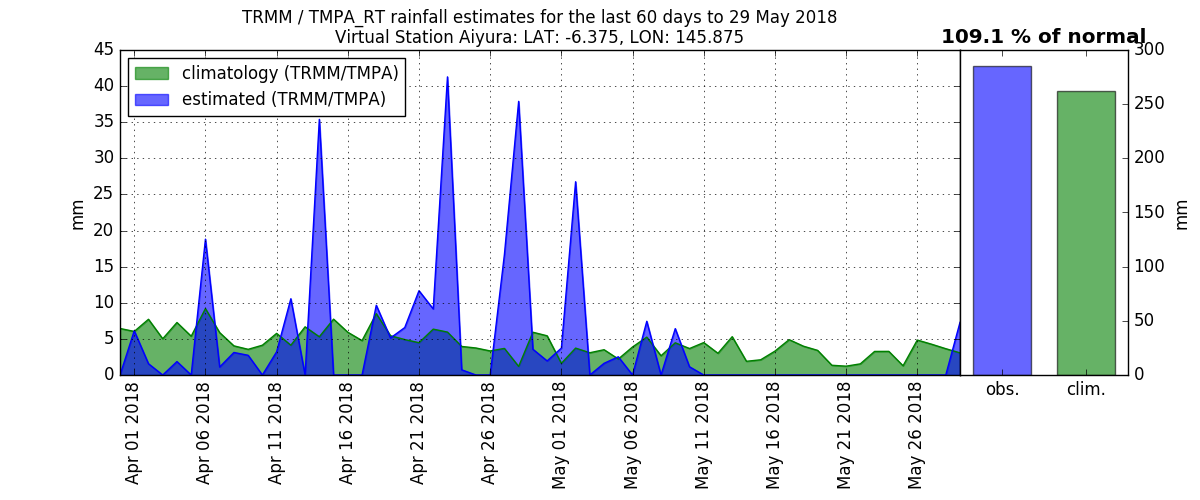 TRMM / TMPA_RT rainfall estimates for the last 60 days to 29 May 2018
Virtual Station Aiyura: LAT: -6.375, LON: 145.875
109.1 % of normal
climatology (TRMM/TMPA)
estimated (TRMM/TMPA)
mm
45
40
35
30
25
20
15
10
5
0
Apr 01 2018
Apr 06 2018
Apr 11 2018
Apr 16 2018
Apr 21 2018
Apr 26 2018
May 01 2018
May 06 2018
May 11 2018
May 16 2018
May 21 2018
May 26 2018
obs.
clim.
300
250
200
150
100
50
0
mm